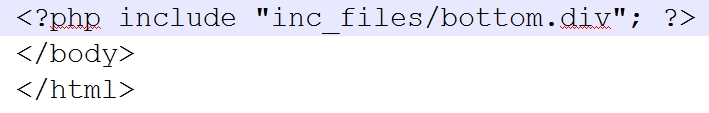 <?php include "inc_files/bottom.div"; ?>
</body>
</html>